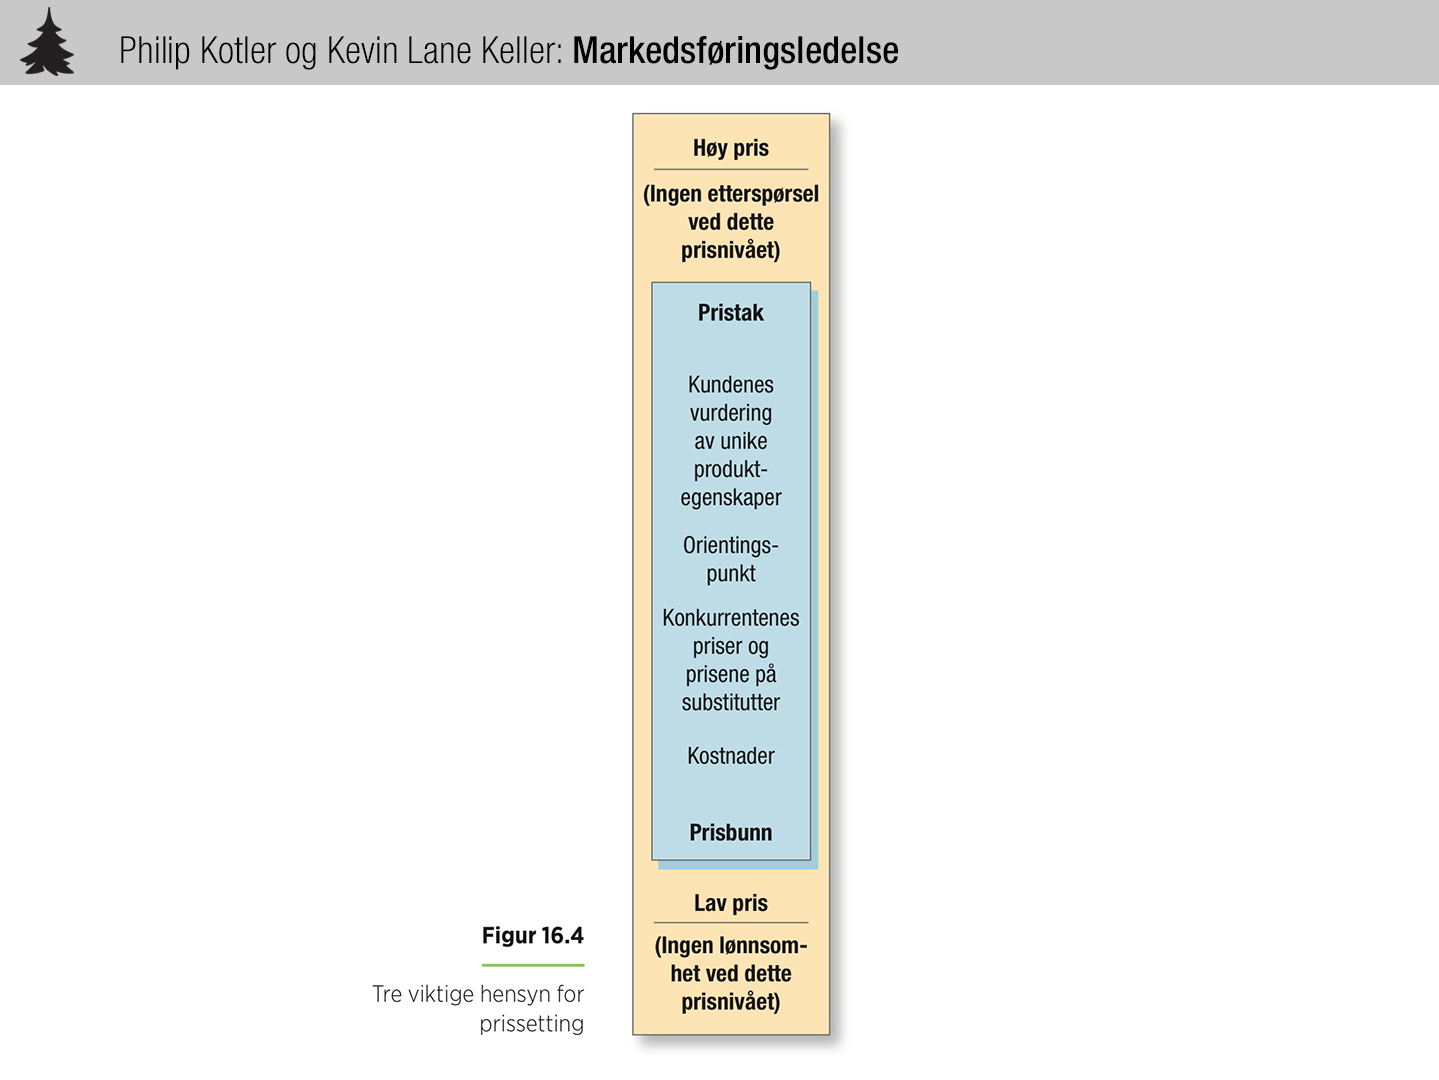 Philip Kotler og Kevin Lane Keller: Markedsføringsledelse
Høy pris
(Ingen etterspørsel
ved dette
prisnivået)
Pristak
Kundenes
vurdering
av unike
produkt-
egenskaper
Orientings-
punkt
Konkurrentenes
priser og
prisene på
substitutter
Kostnader
Prisbunn
Lav pris
(Ingen lønnsom-
het ved dette
prisnivået)
Figur 16.4
Tre viktige hensyn for
prissetting